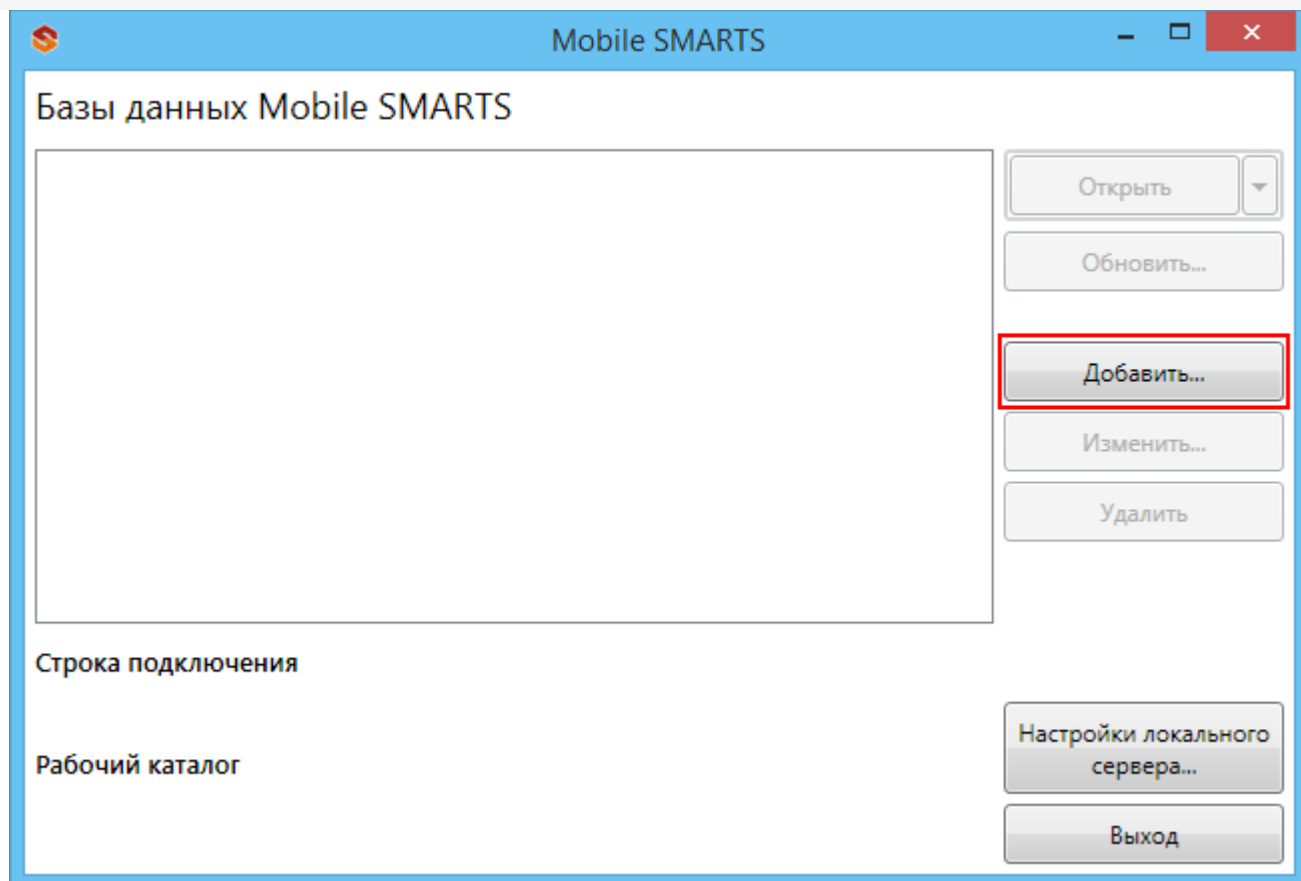 Mobile SMARTS
Базы данных Mobile SMARTS
Открыть
Обновить...
Добавить...
Изменить...
Удалить
Строка подключения
Рабочий каталог
Настройки локального
сервера...
Выход